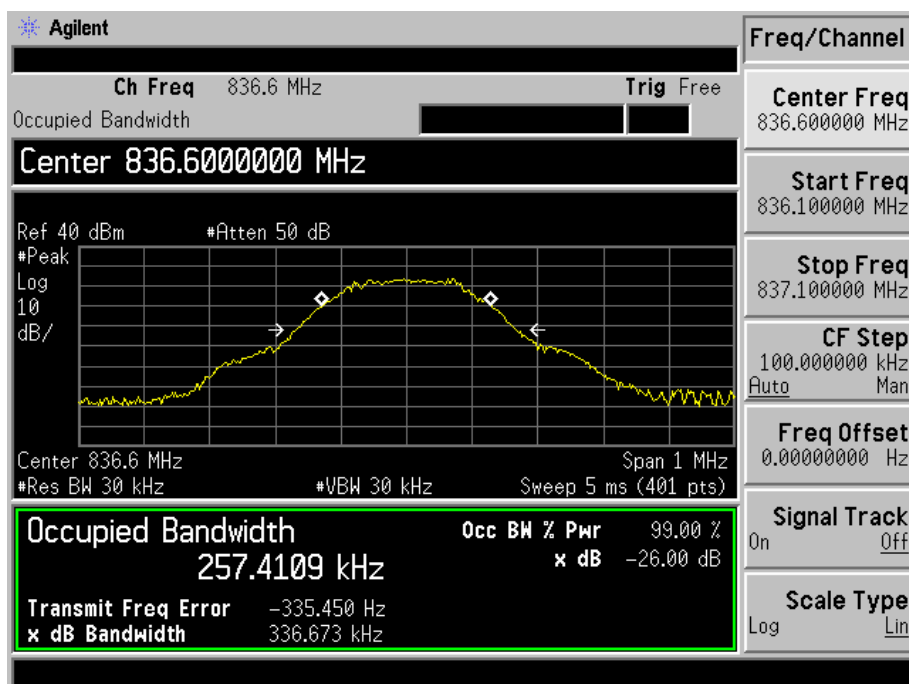 Agilent
Ch Freq 836.6 MHz Trig Free
Occupied Bandwidth
Center 836.6000000 MHz
Ref 40 dBm #Atten 50 dB
#Peak
Log
10
dB/
Center 836.6 MHz Span 1 MHz
#Res BW 30 kHz #VBW 30 kHz Sweep 5 ms (401 pts)
Occupied Bandwidth Occ BW % Pwr 99.00 %
257.4109 kHz x dB -26.00 dB
Transmit Freq Error -335.450 Hz
x dB Bandwidth 336.673 kHz
Freq/Channel
Center Freq
836.600000 MHz
Start Freq
836.100000 MHz
Stop Freq
837.100000 MHz
CF Step
100.000000 kHz
Auto Man
Freq Offset
0.00000000 Hz
Signal Track
On Off
Scale Type
Log Lin